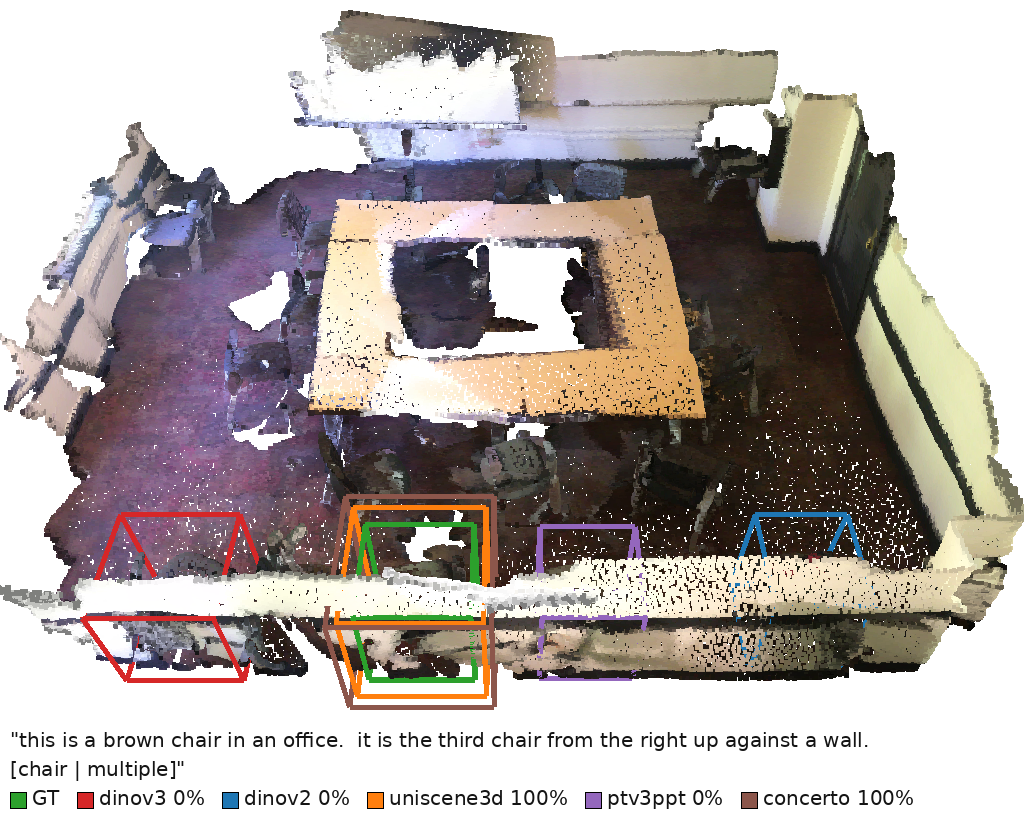 "this is a brown chair in an office.  it is the third chair from the right up against a wall.
[chair | multiple]"
GT dinov3 0% dinov2 0% uniscene3d 100% ptv3ppt 0% concerto 100%